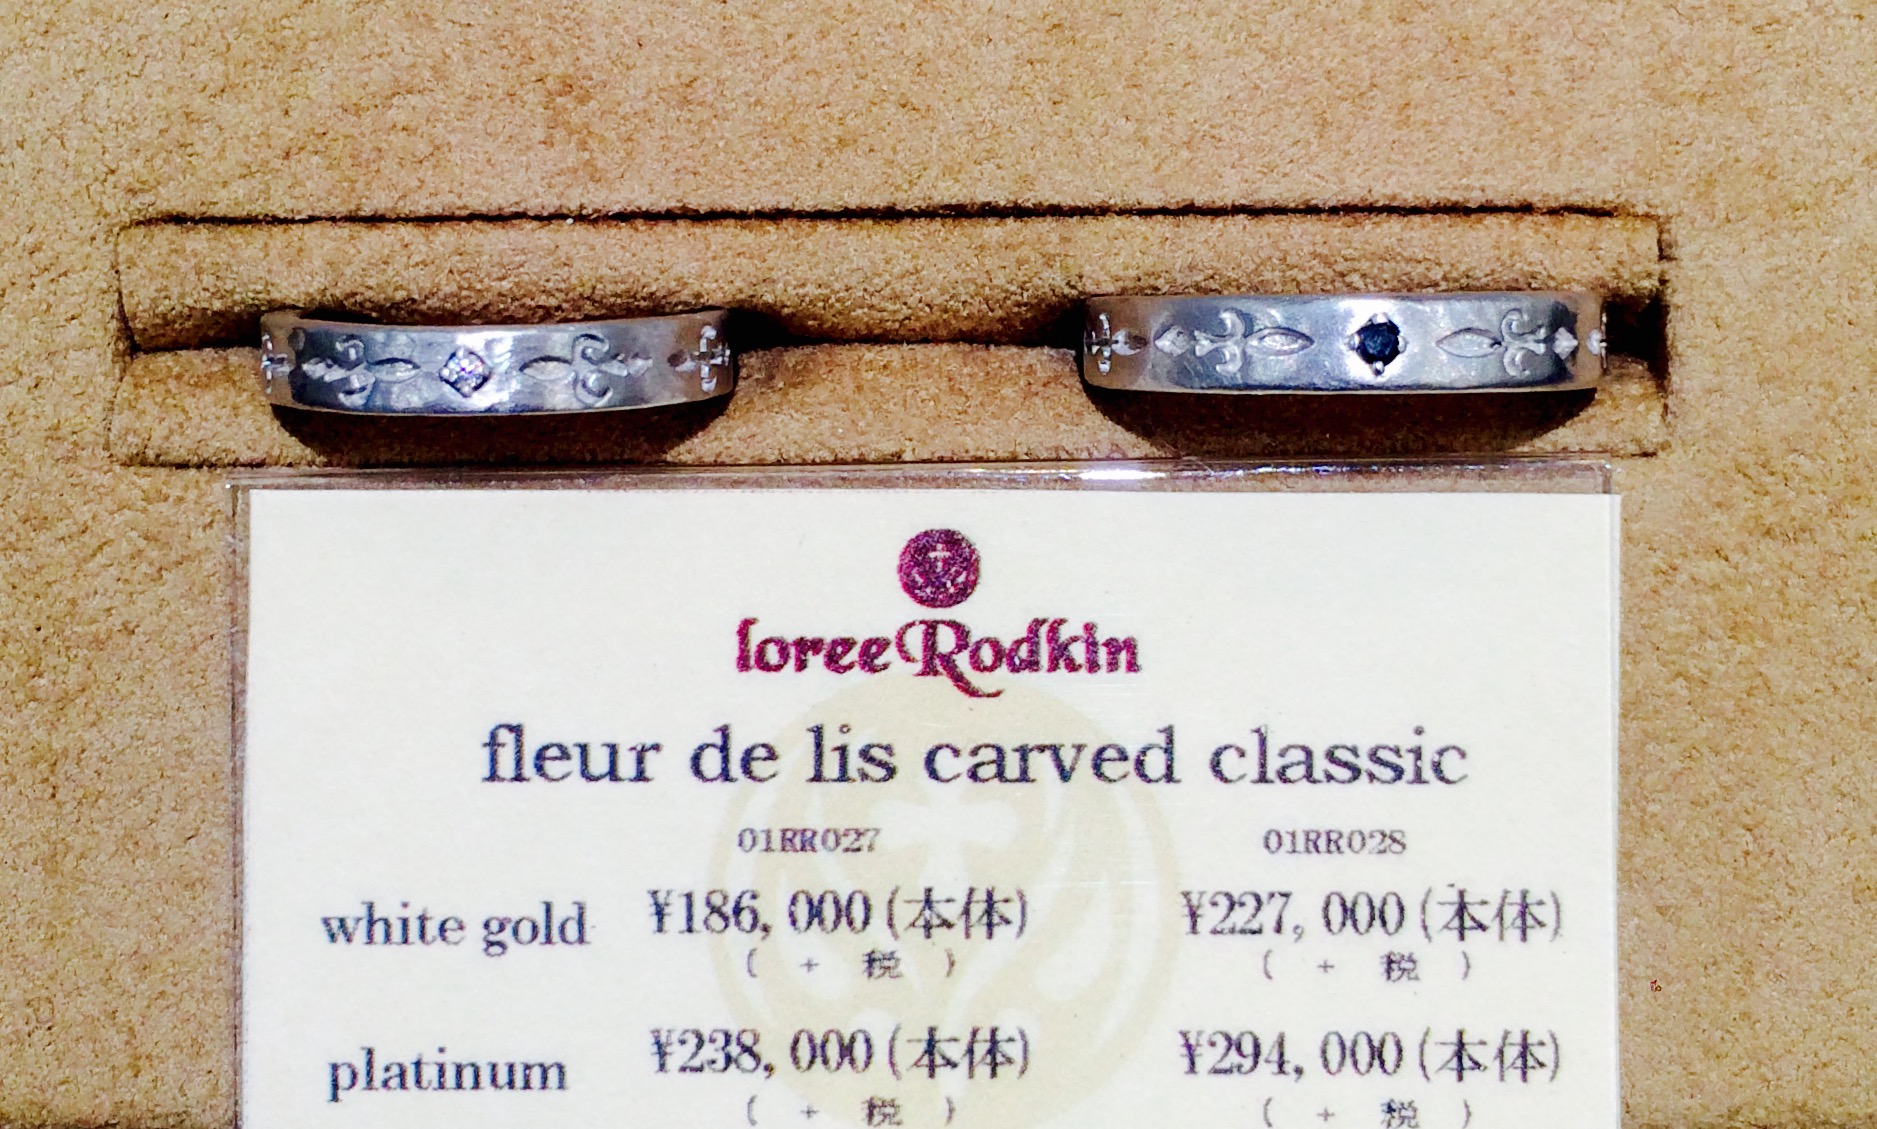 loree Rodkin
fleur de lis carved classic
01RR027 01RR028
white gold ¥186,000(本体) ¥227,000(本体)
( + 税 ) ( + 税 )
platinum ¥238,000(本体) ¥294,000(本体)
( + 税 ) ( + 税 )